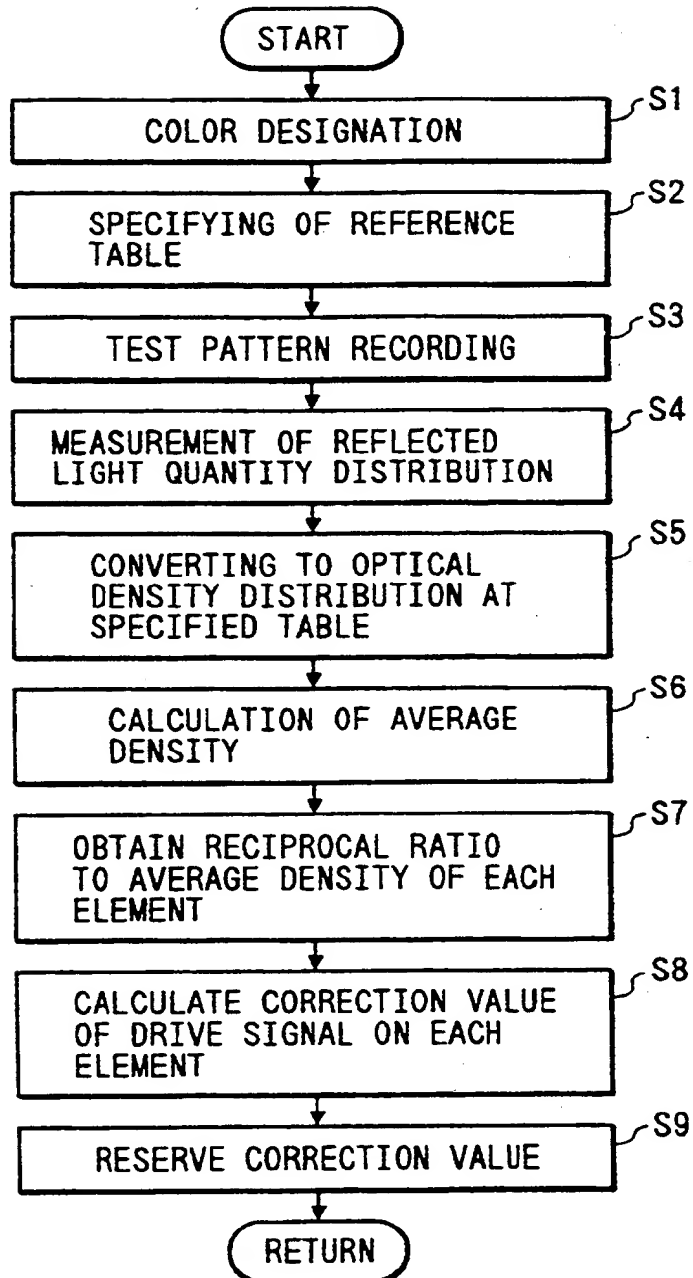 START
S1
COLOR DESIGNATION
S2
SPECIFYING OF REFERENCE
TABLE
S3
TEST PATTERN RECORDING
S4
MEASUREMENT OF REFLECTED
LIGHT QUANTITY DISTRIBUTION
S5
CONVERTING TO OPTICAL
DENSITY DISTRIBUTION AT
SPECIFIED TABLE
S6
CALCULATION OF AVERAGE
DENSITY
S7
OBTAIN RECIPROCAL RATIO
TO AVERAGE DENSITY OF EACH
ELEMENT
S8
CALCULATE CORRECTION VALUE
OF DRIVE SIGNAL ON EACH
ELEMENT
S9
RESERVE CORRECTION VALUE
RETURN